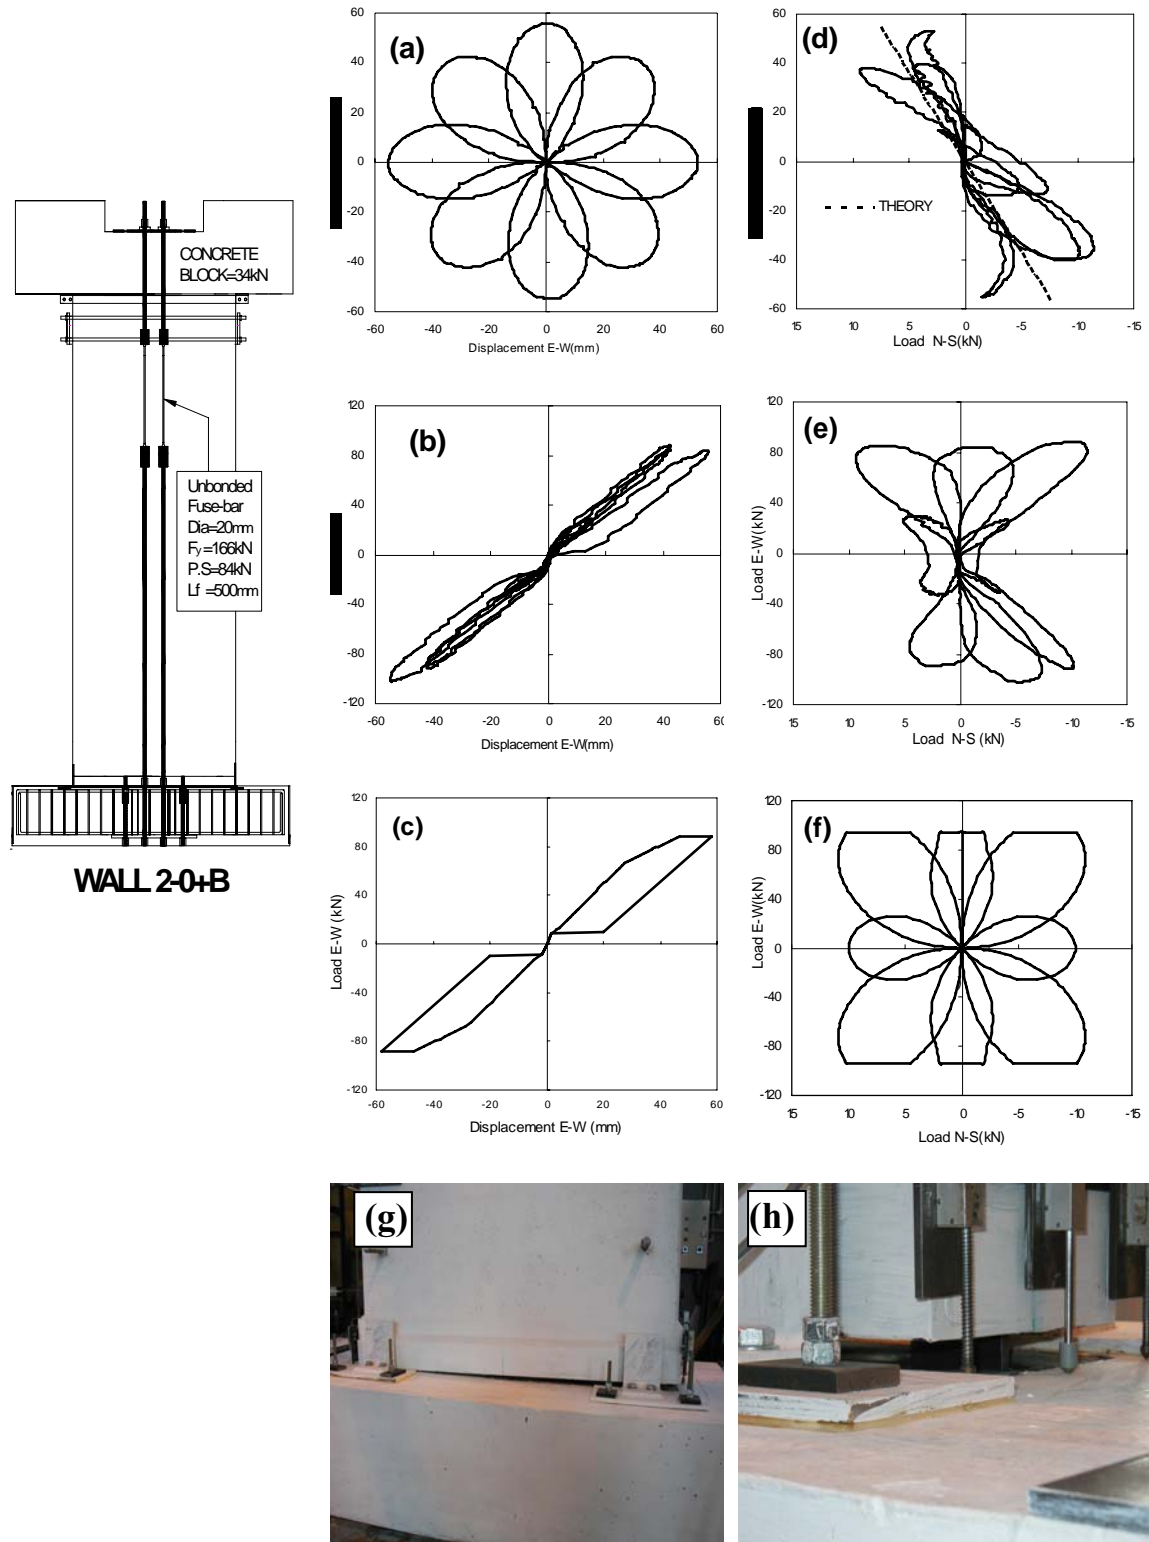 CONCRETE
BLOCK=34kN
Unbonded
Fuse-bar
Dia=20mm
Fy=166kN
P.S=84kN
Lf =500mm
WALL 2-0+B
(a)
60
40
20
0
-20
-40
-60
-60 -40 -20 0 20 40 60
Displacement E-W(mm)
(d)
60
40
20
0
-20
-40
-60
THEORY
15 10 5 0 -5 -10 -15
Load N-S(kN)
(b)
120
80
40
0
-40
-80
-120
-60 -40 -20 0 20 40 60
Displacement E-W(mm)
(e)
Load E-W(kN)
120
80
40
0
-40
-80
-120
15 10 5 0 -5 -10 -15
Load N-S (kN)
(c)
Load E-W (kN)
120
80
40
0
-40
-80
-120
-60 -40 -20 0 20 40 60
Displacement E-W (mm)
(f)
Load E-W(kN)
120
80
40
0
-40
-80
-120
15 10 5 0 -5 -10 -15
Load N-S(kN)
(g)
(h)